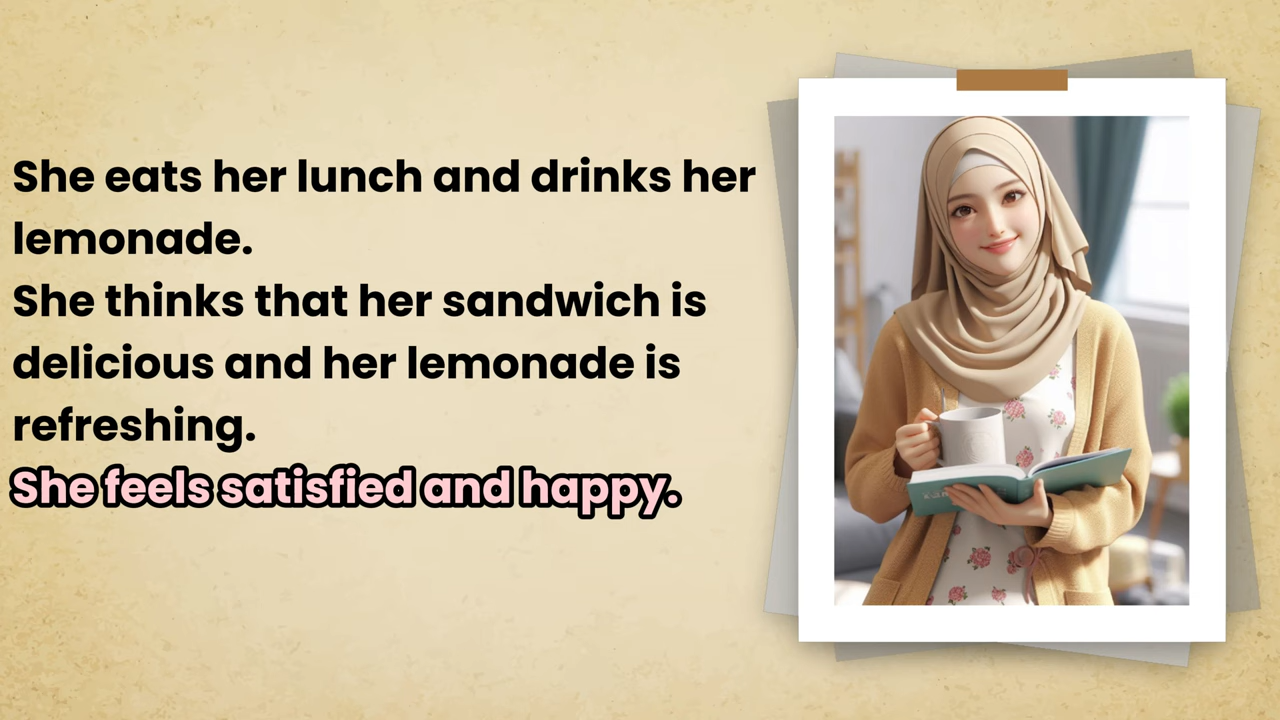 She eats her lunch and drinks her
lemonade.
She thinks that her sandwich is
delicious and her lemonade is
refreshing.
She feels satisfied and happy.